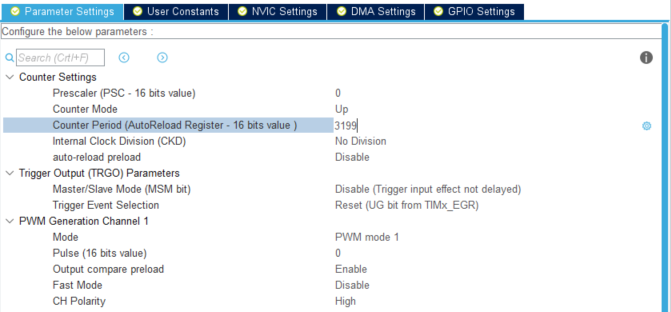 Parameter Settings User Constants NVIC Settings DMA Settings GPIO Settings
Configure the below parameters :
Search (Crtl+F)
Counter Settings
Prescaler (PSC - 16 bits value) 0
Counter Mode Up
Counter Period (AutoReload Register - 16 bits value ) 3199
Internal Clock Division (CKD) No Division
auto-reload preload Disable
Trigger Output (TRGO) Parameters
Master/Slave Mode (MSM bit) Disable (Trigger input effect not delayed)
Trigger Event Selection Reset (UG bit from TIMx_EGR)
PWM Generation Channel 1
Mode PWM mode 1
Pulse (16 bits value) 0
Output compare preload Enable
Fast Mode Disable
CH Polarity High